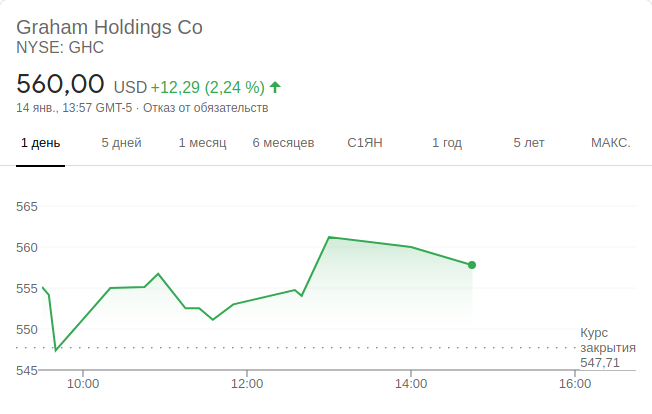 Graham Holdings Co
NYSE: GHC
560,00 USD +12,29 (2,24 %)
14 янв., 13:57 GMT-5 · Отказ от обязательств
1 день 5 дней 1 месяц 6 месяцев С1ЯН 1 год 5 лет МАКС.
565
560
555
550
Курс
закрытия
547,71
545
10:00 12:00 14:00 16:00